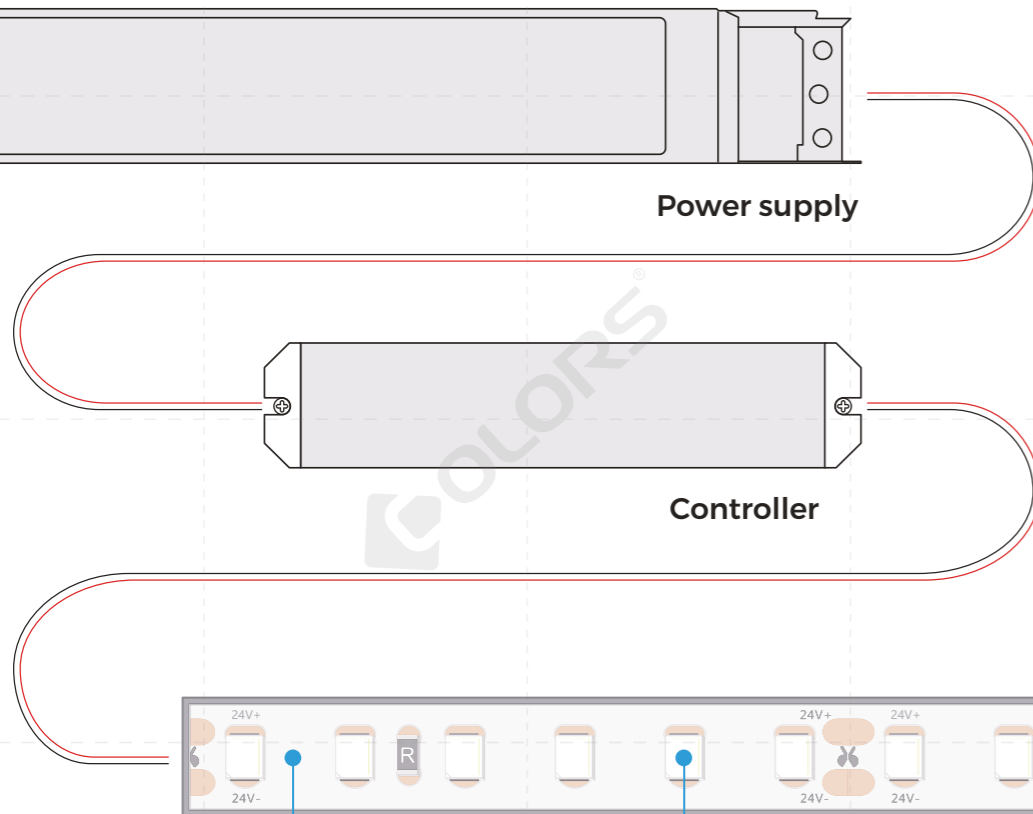 Power supply
COLORS®
Controller
24V+ 24V+ 24V+
R
24V- 24V- 24V-